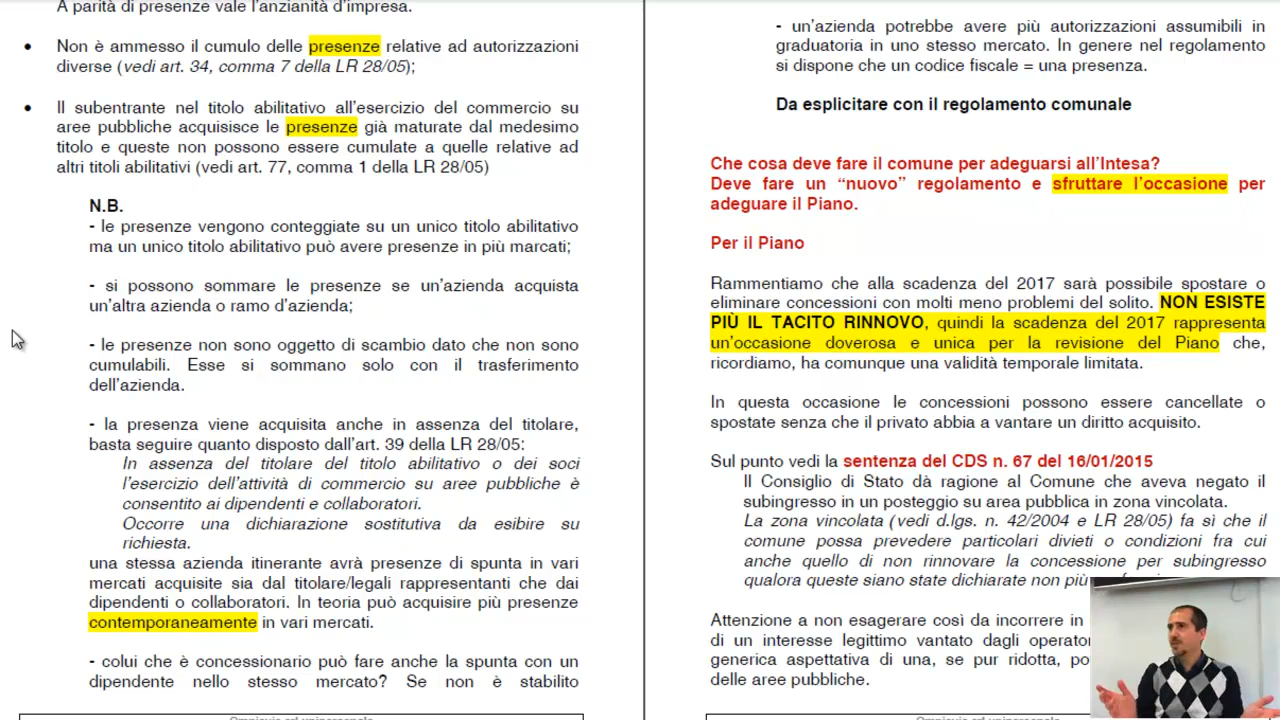 A parità di presenze vale l'anzianità d'impresa.
• Non è ammesso il cumulo delle presenze relative ad autorizzazioni
diverse (vedi art. 34, comma 7 della LR 28/05);
• Il subentrante nel titolo abilitativo all'esercizio del commercio su
aree pubbliche acquisisce le presenze già maturate dal medesimo
titolo e queste non possono essere cumulate a quelle relative ad
altri titoli abilitativi (vedi art. 77, comma 1 della LR 28/05)
N.B.
- le presenze vengono conteggiate su un unico titolo abilitativo
ma un unico titolo abilitativo può avere presenze in più marcati;
- si possono sommare le presenze se un'azienda acquista
un'altra azienda o ramo d'azienda;
- le presenze non sono oggetto di scambio dato che non sono
cumulabili. Esse si sommano solo con il trasferimento
dell'azienda.
- la presenza viene acquisita anche in assenza del titolare,
basta seguire quanto disposto dall'art. 39 della LR 28/05:
In assenza del titolare del titolo abilitativo o dei soci
l'esercizio dell'attività di commercio su aree pubbliche è
consentito ai dipendenti e collaboratori.
Occorre una dichiarazione sostitutiva da esibire su
richiesta.
una stessa azienda itinerante avrà presenze di spunta in vari
mercati acquisite sia dal titolare/legali rappresentanti che dai
dipendenti o collaboratori. In teoria può acquisire più presenze
contemporaneamente in vari mercati.
- colui che è concessionario può fare anche la spunta con un
dipendente nello stesso mercato? Se non è stabilito
Omniavis srl unipersonale
- un'azienda potrebbe avere più autorizzazioni assumibili in
graduatoria in uno stesso mercato. In genere nel regolamento
si dispone che un codice fiscale = una presenza.
Da esplicitare con il regolamento comunale
Che cosa deve fare il comune per adeguarsi all'Intesa?
Deve fare un "nuovo" regolamento e sfruttare l'occasione per
adeguare il Piano.
Per il Piano
Rammentiamo che alla scadenza del 2017 sarà possibile spostare o
eliminare concessioni con molti meno problemi del solito. NON ESISTE
PIÙ IL TACITO RINNOVO, quindi la scadenza del 2017 rappresenta
un'occasione doverosa e unica per la revisione del Piano che,
ricordiamo, ha comunque una validità temporale limitata.
In questa occasione le concessioni possono essere cancellate o
spostate senza che il privato abbia a vantare un diritto acquisito.
Sul punto vedi la sentenza del CDS n. 67 del 16/01/2015
Il Consiglio di Stato dà ragione al Comune che aveva negato il
subingresso in un posteggio su area pubblica in zona vincolata.
La zona vincolata (vedi d.lgs. n. 42/2004 e LR 28/05) fa sì che il
comune possa prevedere particolari divieti o condizioni fra cui
anche quello di non rinnovare la concessione per subingresso
qualora queste siano state dichiarate non più
Attenzione a non esagerare così da incorrere in
di un interesse legittimo vantato dagli
generica aspettativa di una, se pur ridotta,
delle aree pubbliche.
Omniavis srl unipersonale